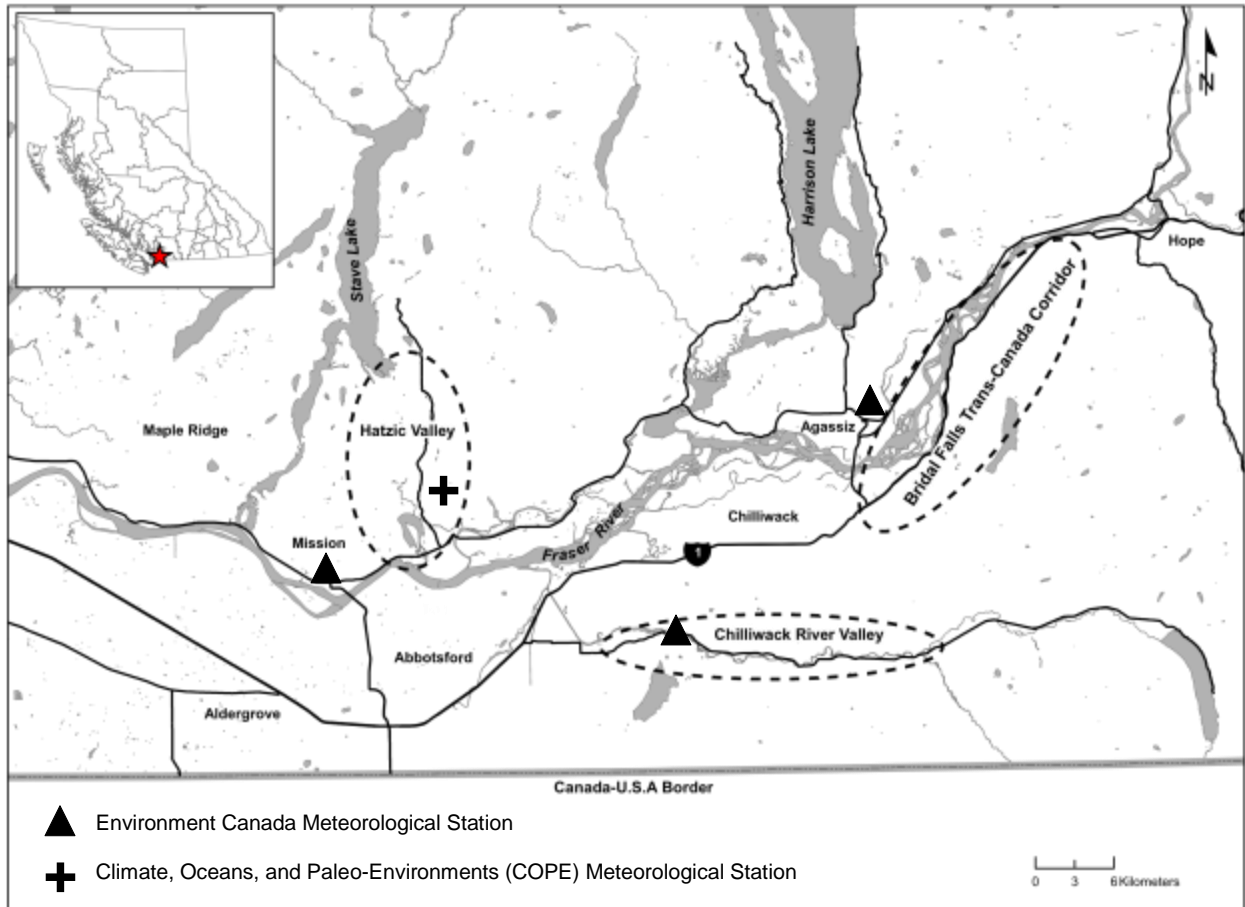 N
Stave Lake
Harrison Lake
Hope
Bridal Falls Trans-Canada Corridor
Maple Ridge
Hatzic Valley
Agassiz
Chilliwack
Mission
Fraser River
1
Chilliwack River Valley
Abbotsford
Aldergrove
Canada-U.S.A Border
Environment Canada Meteorological Station
Climate, Oceans, and Paleo-Environments (COPE) Meteorological Station
0 3 6 Kilometers